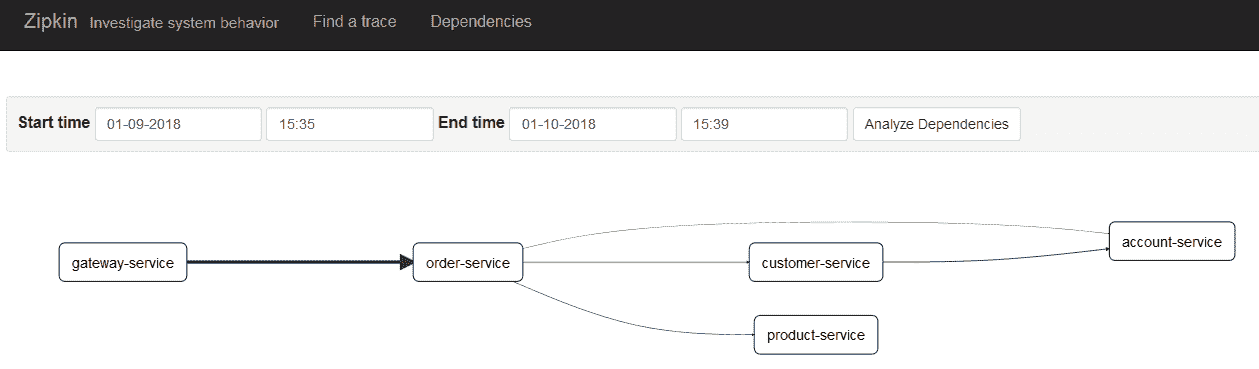 Zipkin Investigate system behavior Find a trace Dependencies
Start time 01-09-2018 15:35 End time 01-10-2018 15:39 Analyze Dependencies
account-service
gateway-service order-service customer-service
product-service